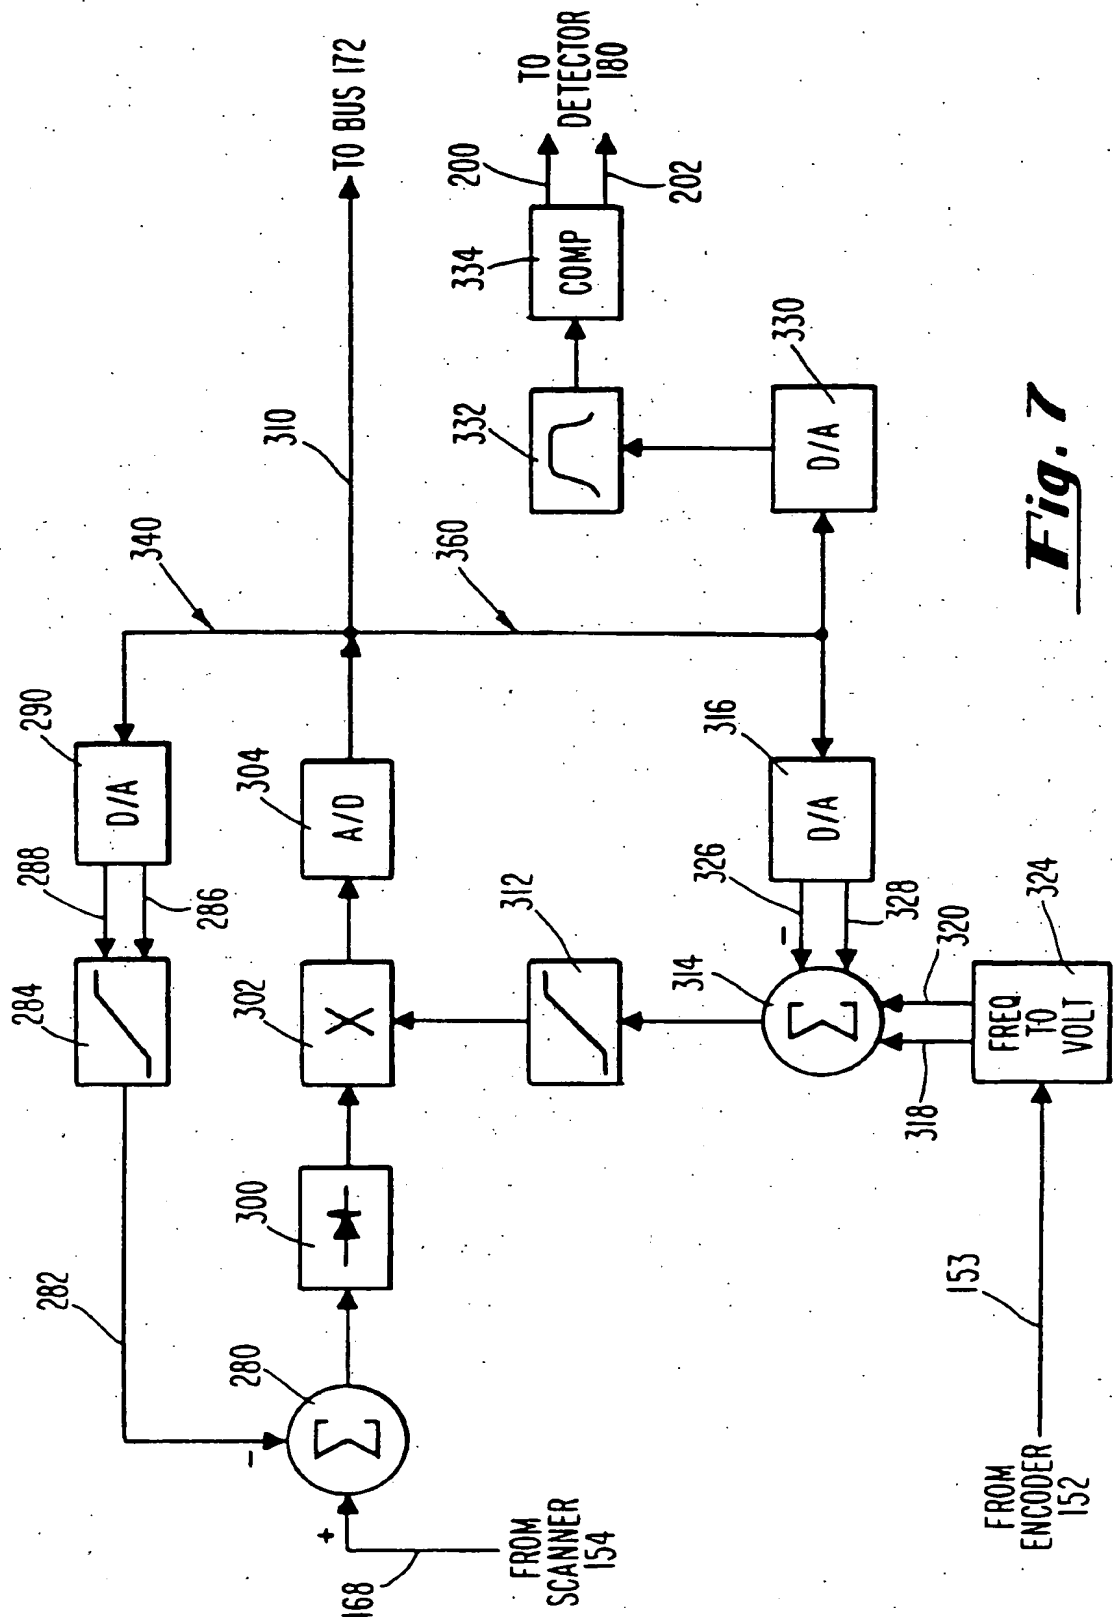 FROM
SCANNER
154
168
+
-
280
282
300
302
X
304
A/D
284
288
286
290
D/A
340
310
TO BUS 172
360
312
314
-
326
328
316
D/A
318
320
324
FREQ
TO
VOLT
153
FROM
ENCODER
152
330
D/A
332
334
COMP
200
202
TO
DETECTOR
180
Σ
Σ
Fig. 7